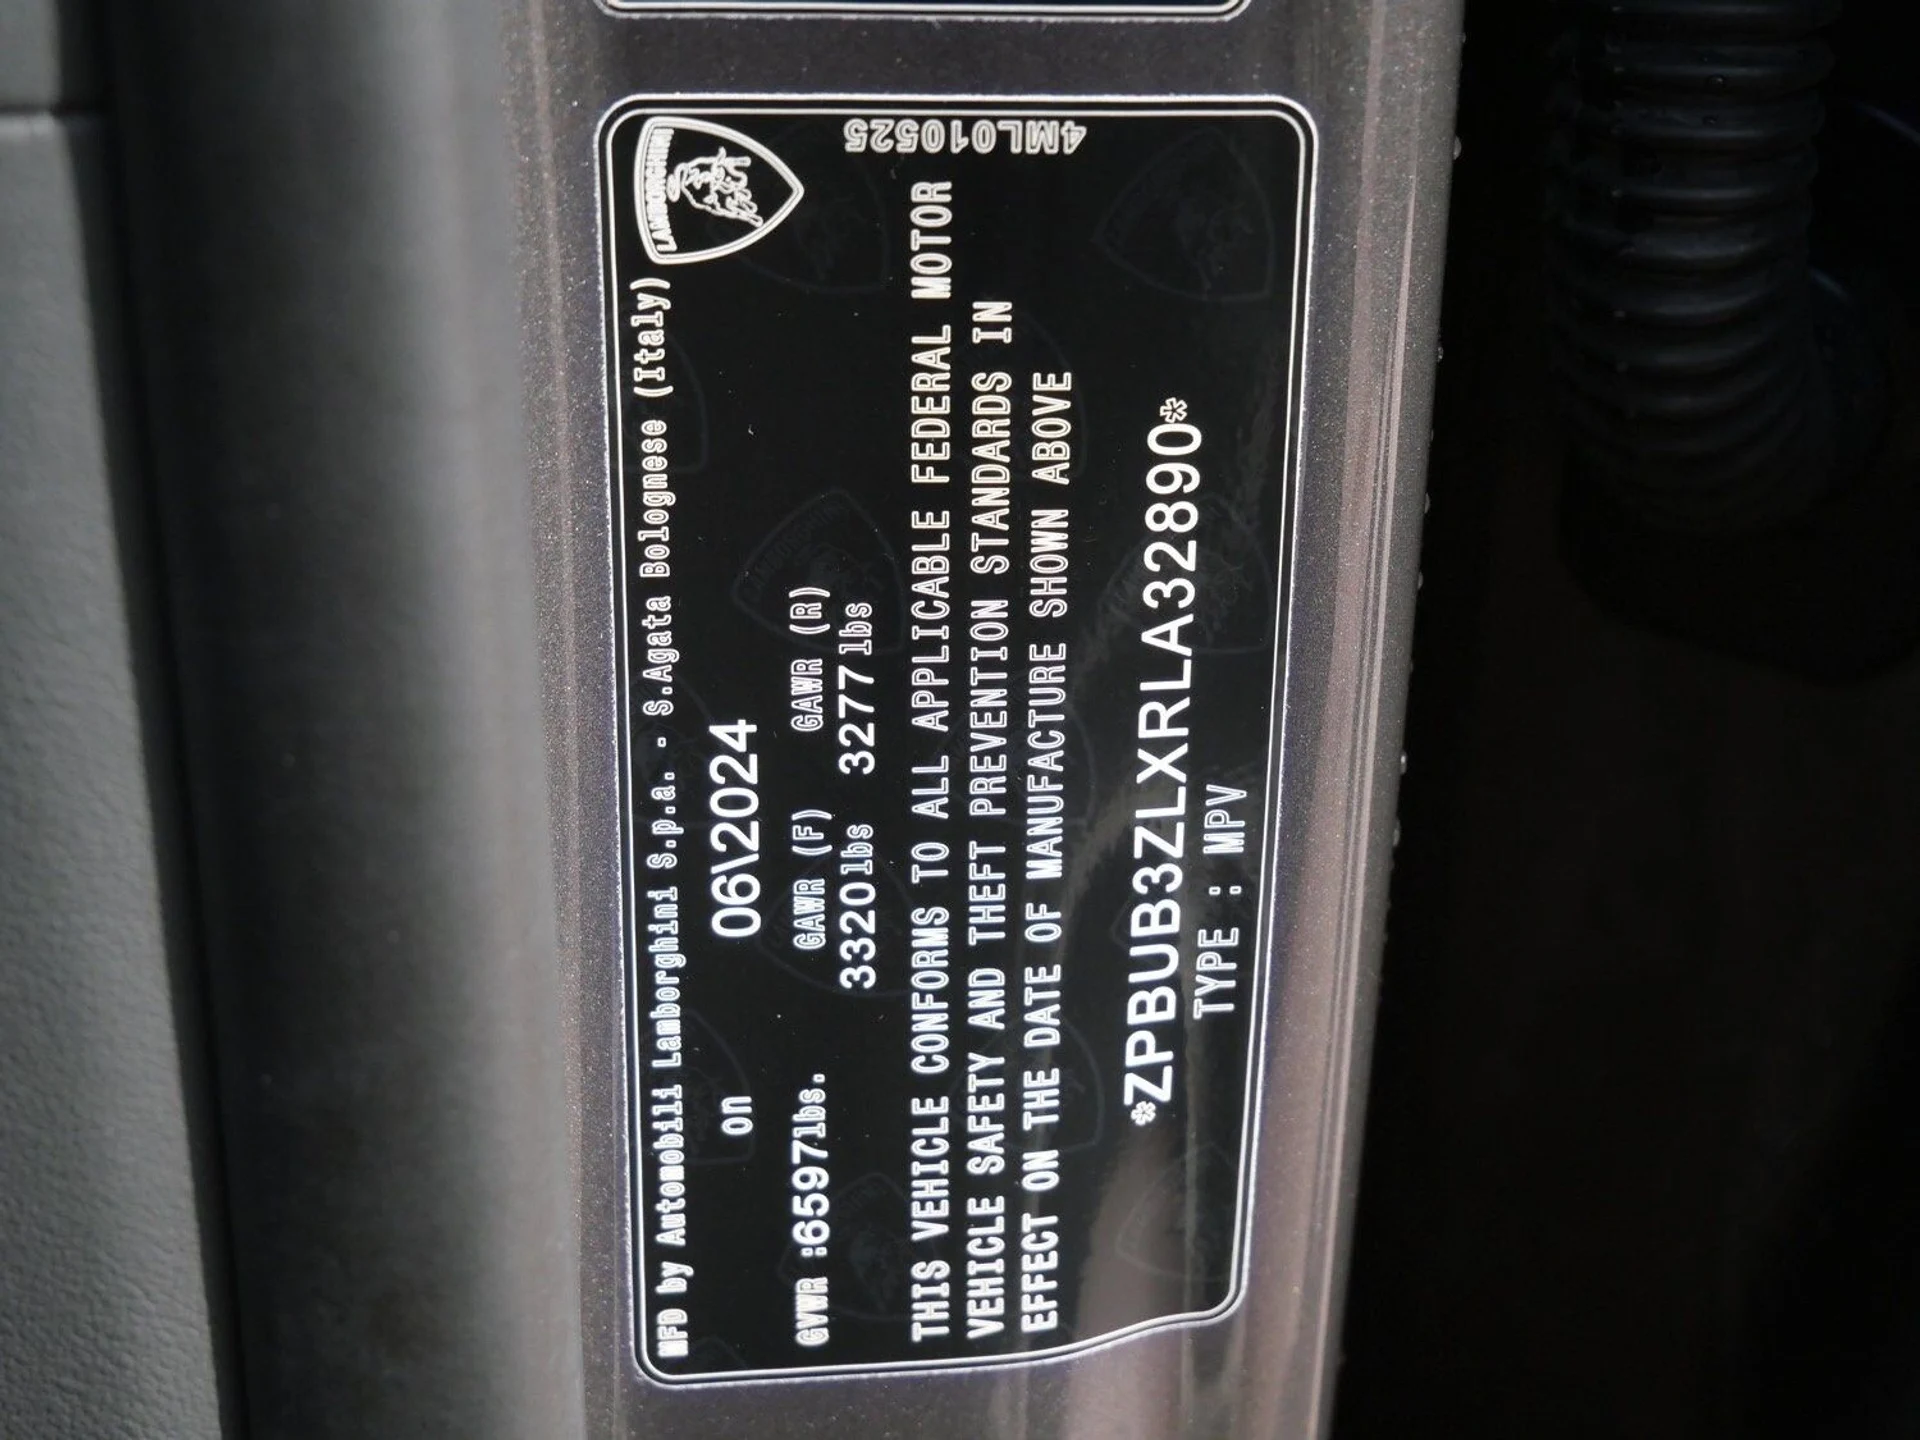 LAMBORGHINI
MFD by Automobili Lamborghini S.p.a. - S.Agata Bolognese (Italy)
on 06\2024
GVWR :6597lbs. GAWR (F) GAWR (R)
3320lbs 3277lbs
THIS VEHICLE CONFORMS TO ALL APPLICABLE FEDERAL MOTOR
VEHICLE SAFETY AND THEFT PREVENTION STANDARDS IN
EFFECT ON THE DATE OF MANUFACTURE SHOWN ABOVE
*ZPBUB3ZLXRLA32890*
TYPE : MPV
4ML010525